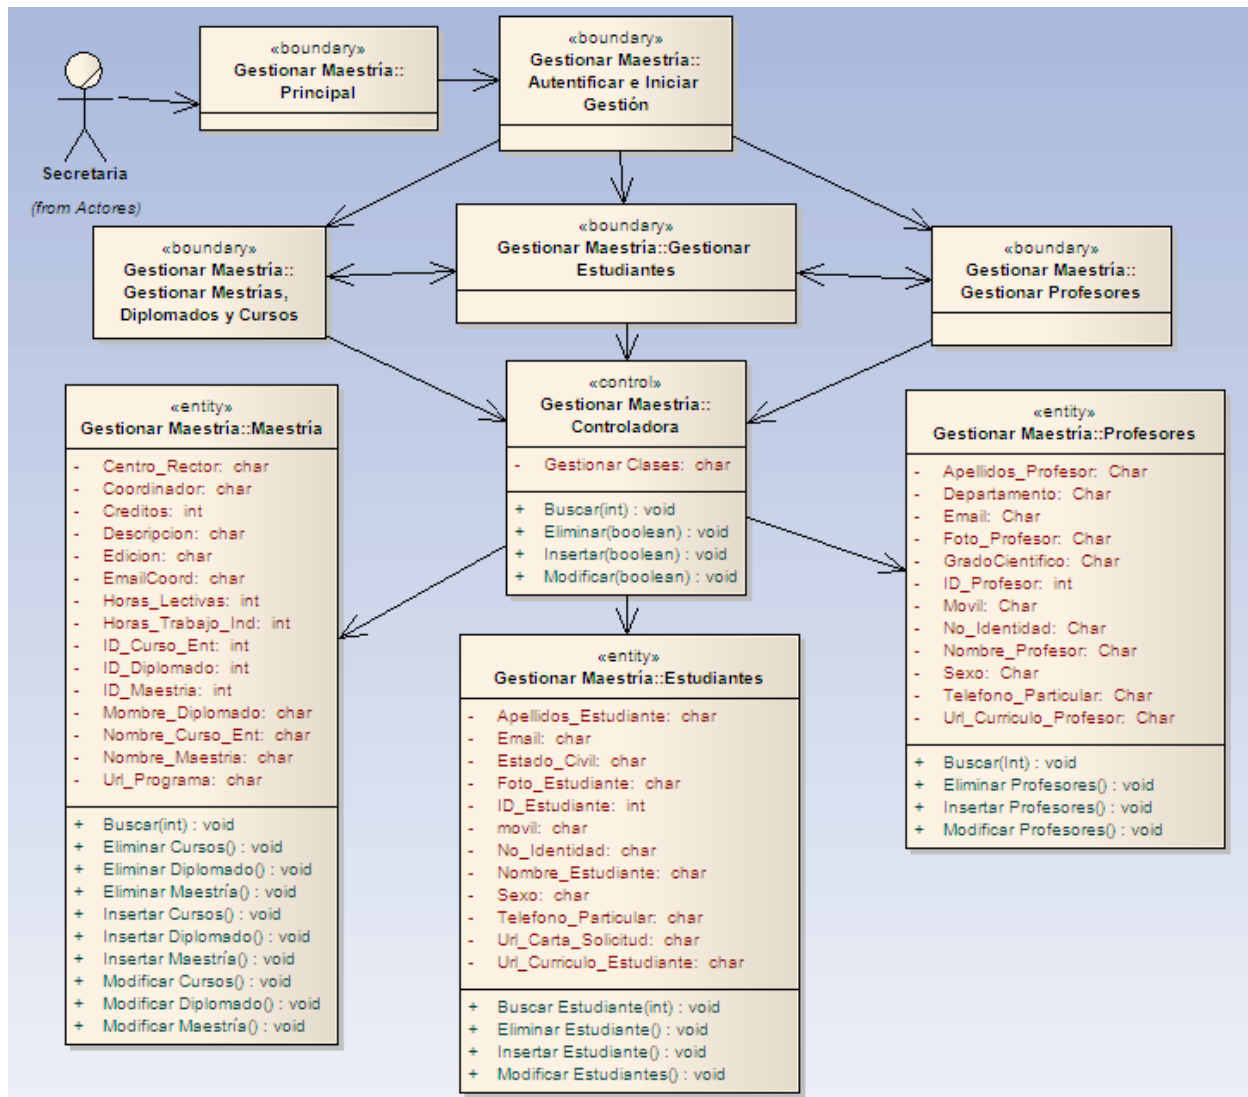 «boundary»
Gestionar Maestría::
Principal
«boundary»
Gestionar Maestría::
Autentificar e Iniciar
Gestión
Secretaria
(from Actores)
«boundary»
Gestionar Maestría::
Gestionar Mestrías,
Diplomados y Cursos
«boundary»
Gestionar Maestría::Gestionar
Estudiantes
«boundary»
Gestionar Maestría::
Gestionar Profesores
«entity»
Gestionar Maestría::Maestría
- Centro_Rector: char
- Coordinador: char
- Creditos: int
- Descripcion: char
- Edicion: char
- EmailCoord: char
- Horas_Lectivas: int
- Horas_Trabajo_Ind: int
- ID_Curso_Ent: int
- ID_Diplomado: int
- ID_Maestria: int
- Mombre_Diplomado: char
- Nombre_Curso_Ent: char
- Nombre_Maestria: char
- Url_Programa: char
+ Buscar(int) : void
+ Eliminar Cursos() : void
+ Eliminar Diplomado() : void
+ Eliminar Maestría() : void
+ Insertar Cursos() : void
+ Insertar Diplomado() : void
+ Insertar Maestría() : void
+ Modificar Cursos() : void
+ Modificar Diplomado() : void
+ Modificar Maestría() : void
«control»
Gestionar Maestría::
Controladora
- Gestionar Clases: char
+ Buscar(int) : void
+ Eliminar(boolean) : void
+ Insertar(boolean) : void
+ Modificar(boolean) : void
«entity»
Gestionar Maestría::Estudiantes
- Apellidos_Estudiante: char
- Email: char
- Estado_Civil: char
- Foto_Estudiante: char
- ID_Estudiante: int
- movil: char
- No_Identidad: char
- Nombre_Estudiante: char
- Sexo: char
- Telefono_Particular: char
- Url_Carta_Solicitud: char
- Url_Curriculo_Estudiante: char
+ Buscar Estudiante(int) : void
+ Eliminar Estudiante() : void
+ Insertar Estudiante() : void
+ Modificar Estudiantes() : void
«entity»
Gestionar Maestría::Profesores
- Apellidos_Profesor: Char
- Departamento: Char
- Email: Char
- Foto_Profesor: Char
- GradoCientífico: Char
- ID_Profesor: int
- Movil: Char
- No_Identidad: Char
- Nombre_Profesor: Char
- Sexo: Char
- Telefono_Particular: Char
- Url_Curriculo_Profesor: Char
+ Buscar(Int) : void
+ Eliminar Profesores() : void
+ Insertar Profesores() : void
+ Modificar Profesores() : void